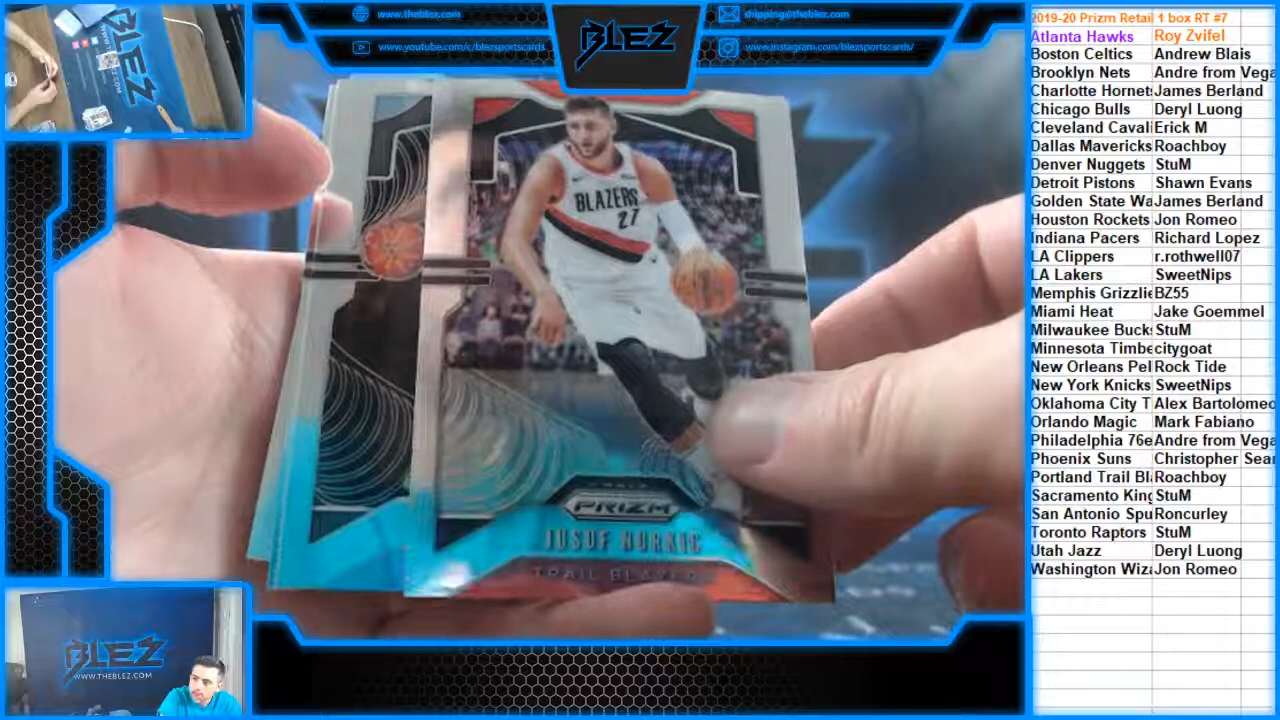 www.theblez.com
shipping@theblez.com
www.youtube.com/c/blezsportscards
www.instagram.com/blezsportscards/
BLEZ
BLEZ
BLAZERS
27
PRIZM
JUSUF NURKIC
TRAIL BLAZERS
BLEZ
WWW.THEBLEZ.COM
2019-20 Prizm Retail 1 box RT #7
Atlanta Hawks Roy Zvifel
Boston Celtics Andrew Blais
Brooklyn Nets Andre from Vega
Charlotte Hornets James Berland
Chicago Bulls Deryl Luong
Cleveland Cavali Erick M
Dallas Mavericks Roachboy
Denver Nuggets StuM
Detroit Pistons Shawn Evans
Golden State Wa James Berland
Houston Rockets Jon Romeo
Indiana Pacers Richard Lopez
LA Clippers r.rothwell07
LA Lakers SweetNips
Memphis Grizzlie BZ55
Miami Heat Jake Goemmel
Milwaukee Bucks StuM
Minnesota Timbe citygoat
New Orleans Pel Rock Tide
New York Knicks SweetNips
Oklahoma City T Alex Bartolomeo
Orlando Magic Mark Fabiano
Philadelphia 76e Andre from Vega
Phoenix Suns Christopher Sear
Portland Trail Bl Roachboy
Sacramento King StuM
San Antonio Spu Roncurley
Toronto Raptors StuM
Utah Jazz Deryl Luong
Washington Wiz Jon Romeo